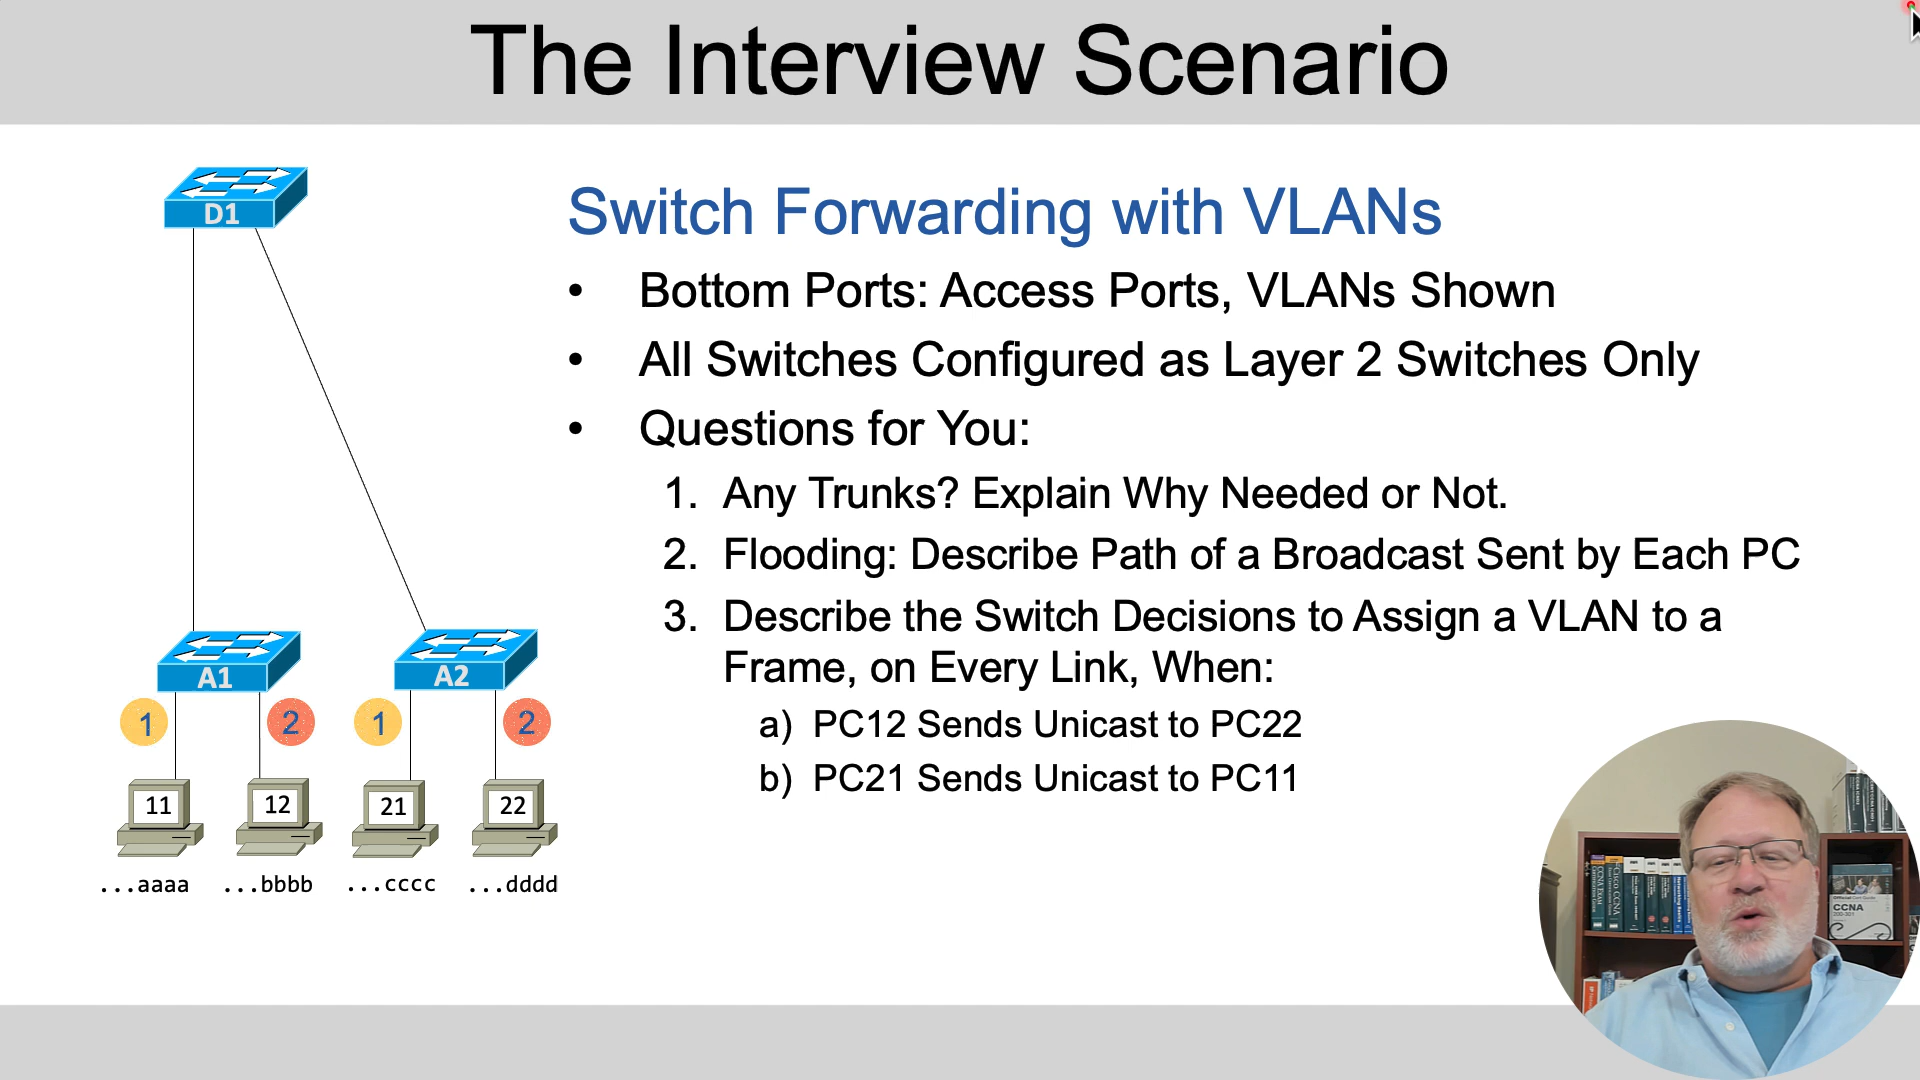 The Interview Scenario
D1
Switch Forwarding with VLANs
• Bottom Ports: Access Ports, VLANs Shown
• All Switches Configured as Layer 2 Switches Only
• Questions for You:
1. Any Trunks? Explain Why Needed or Not.
2. Flooding: Describe Path of a Broadcast Sent by Each PC
3. Describe the Switch Decisions to Assign a VLAN to a
Frame, on Every Link, When:
a) PC12 Sends Unicast to PC22
b) PC21 Sends Unicast to PC11
A1 A2
1 2 1 2
11 12 21 22
...aaaa ...bbbb ...cccc ...dddd
CCNA